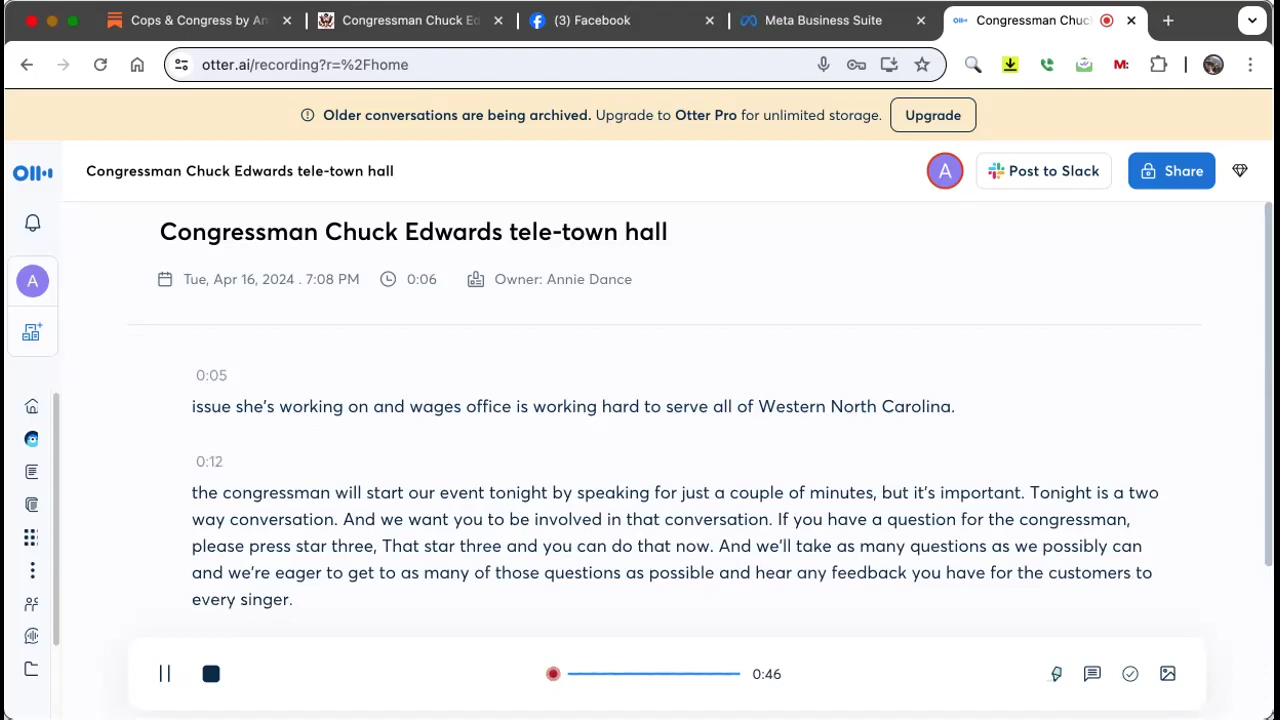 Cops & Congress by An
Congressman Chuck Ed
(3) Facebook
Meta Business Suite
Congressman Chuc
otter.ai/recording?r=%2Fhome
M:
Older conversations are being archived. Upgrade to Otter Pro for unlimited storage.
Upgrade
Congressman Chuck Edwards tele-town hall
A
Post to Slack
Share
A
Congressman Chuck Edwards tele-town hall
Tue, Apr 16, 2024 . 7:08 PM
0:06
Owner: Annie Dance
0:05
issue she's working on and wages office is working hard to serve all of Western North Carolina.
0:12
the congressman will start our event tonight by speaking for just a couple of minutes, but it's important. Tonight is a two
way conversation. And we want you to be involved in that conversation. If you have a question for the congressman,
please press star three, That star three and you can do that now. And we'll take as many questions as we possibly can
and we're eager to get to as many of those questions as possible and hear any feedback you have for the customers to
every singer.
0:46